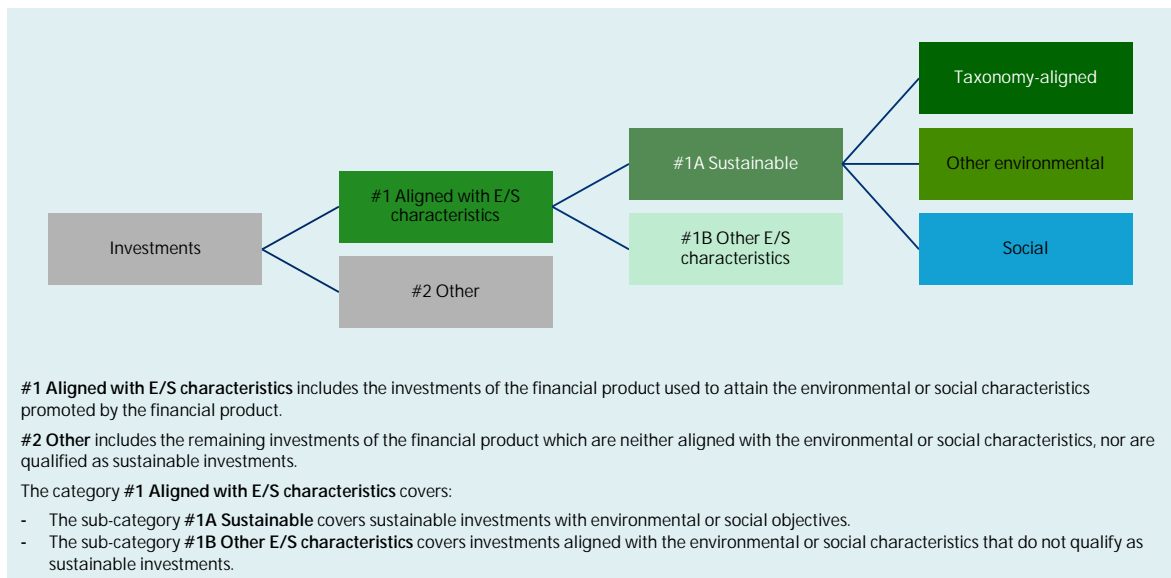 Taxonomy-aligned
#1A Sustainable
Other environmental
#1 Aligned with E/S
characteristics
Investments
#1B Other E/S
characteristics
Social
#2 Other
#1 Aligned with E/S characteristics includes the investments of the financial product used to attain the environmental or social characteristics
promoted by the financial product.
#2 Other includes the remaining investments of the financial product which are neither aligned with the environmental or social characteristics, nor are
qualified as sustainable investments.
The category #1 Aligned with E/S characteristics covers:
- The sub-category #1A Sustainable covers sustainable investments with environmental or social objectives.
- The sub-category #1B Other E/S characteristics covers investments aligned with the environmental or social characteristics that do not qualify as
sustainable investments.